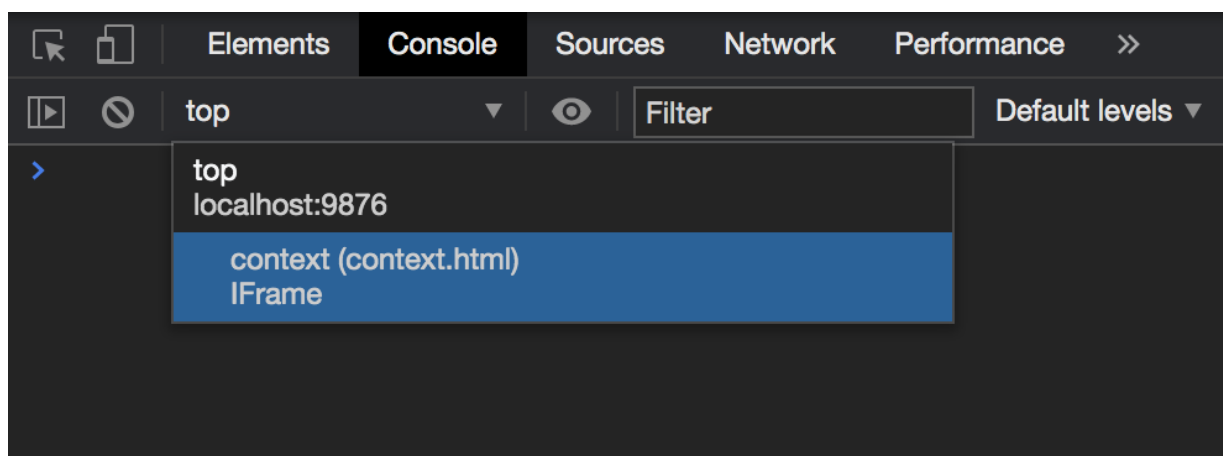 Elements Console Sources Network Performance »
top ▼ Filter Default levels ▼
>
top
localhost:9876
context (context.html)
IFrame